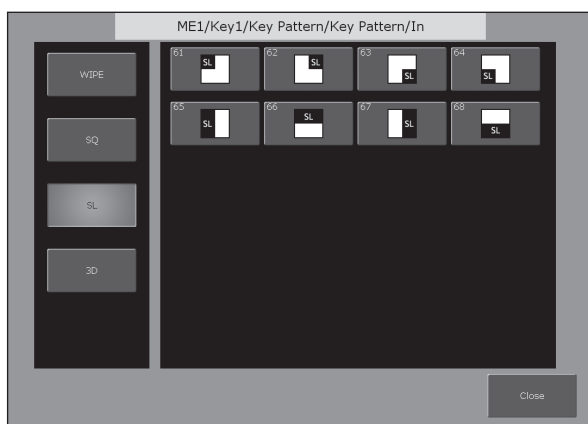 ME1/Key1/Key Pattern/Key Pattern/In
WIPE
SQ
SL
3D
61 SL 62 SL 63 SL 64 SL
65 SL 66 SL 67 SL 68 SL
Close